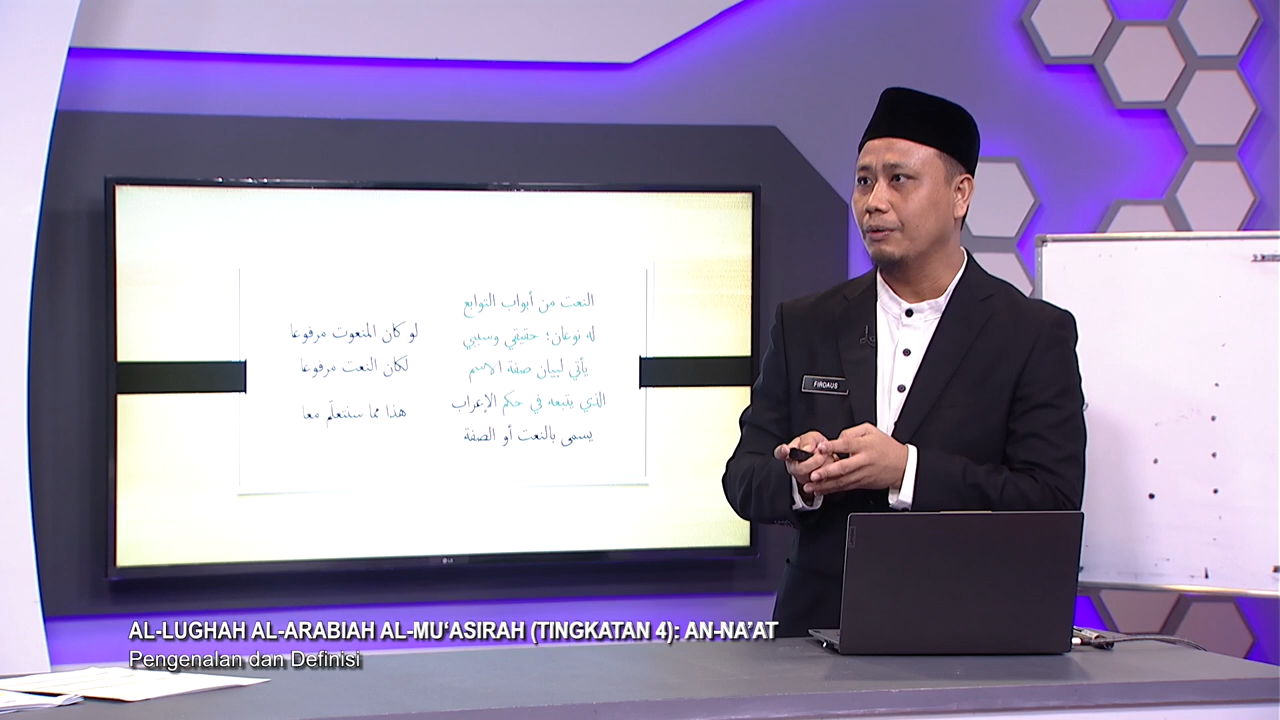 النعت من أبواب التوابع
له نوعان؛ حقيقي وسببي
يأتي لبيان صفة الاسم
الذي يتبعه في حكم الإعراب
يسمى بالنعت أو الصفة
لو كان المنعوت مرفوعا
لكان النعت مرفوعا
هذا مما سنتعلّم معا
FIRDAUS
LG
AL-LUGHAH AL-ARABIAH AL-MU‘ASIRAH (TINGKATAN 4): AN-NA’AT
Pengenalan dan Definisi